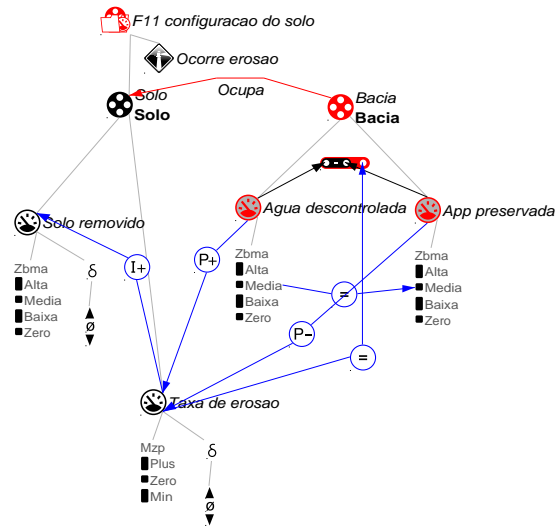 F11 configuracao do solo
Ocorre erosao
Ocupa
Solo
Solo
Bacia
Bacia
Solo removido
Agua descontrolada
App preservada
Zbma
Alta
Media
Baixa
Zero
δ
ø
I+
P+
Zbma
Alta
Media
Baixa
Zero
=
Zbma
Alta
Media
Baixa
Zero
P−
=
Taxa de erosao
Mzp
Plus
Zero
Min
δ
ø